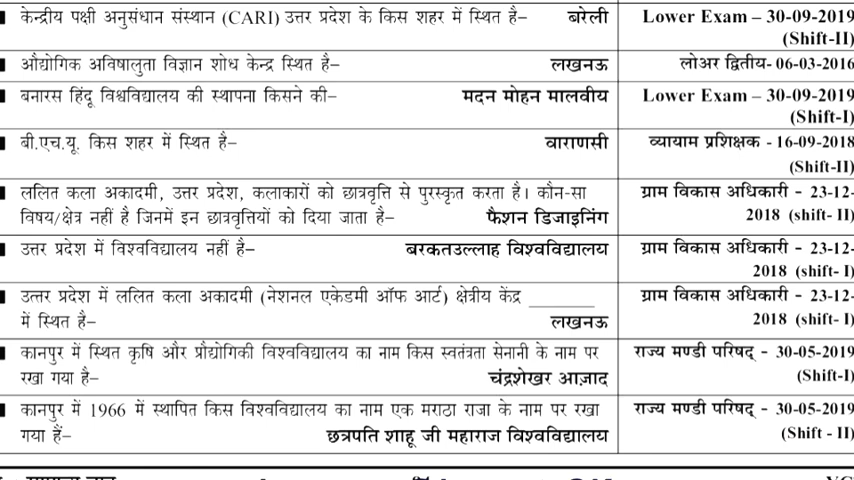 केन्द्रीय पक्षी अनुसंधान संस्थान (CARI) उत्तर प्रदेश के किस शहर में स्थित है– बरेली Lower Exam – 30-09-2019
(Shift-II)
औद्योगिक अविषालुता विज्ञान शोध केन्द्र स्थित है– लखनऊ लोअर द्वितीय- 06-03-2016
बनारस हिंदू विश्वविद्यालय की स्थापना किसने की– मदन मोहन मालवीय Lower Exam – 30-09-2019
(Shift-I)
बी.एच.यू. किस शहर में स्थित है– वाराणसी व्यायाम प्रशिक्षक - 16-09-2018
(Shift-II)
ललित कला अकादमी, उत्तर प्रदेश, कलाकारों को छात्रवृत्ति से पुरस्कृत करता है। कौन-सा ग्राम विकास अधिकारी - 23-12-
विषय/क्षेत्र नहीं है जिनमें इन छात्रवृत्तियों को दिया जाता है– फैशन डिजाइनिंग 2018 (shift- II)
उत्तर प्रदेश में विश्वविद्यालय नहीं है– बरकतउल्लाह विश्वविद्यालय ग्राम विकास अधिकारी - 23-12-
2018 (shift- I)
उत्तर प्रदेश में ललित कला अकादमी (नेशनल एकेडमी ऑफ आर्ट) क्षेत्रीय केंद्र _______ ग्राम विकास अधिकारी - 23-12-
में स्थित है– लखनऊ 2018 (shift- I)
कानपुर में स्थित कृषि और प्रौद्योगिकी विश्वविद्यालय का नाम किस स्वतंत्रता सेनानी के नाम पर राज्य मण्डी परिषद् - 30-05-2019
रखा गया है– चंद्रशेखर आज़ाद (Shift-I)
कानपुर में 1966 में स्थापित किस विश्वविद्यालय का नाम एक मराठा राजा के नाम पर रखा राज्य मण्डी परिषद् - 30-05-2019
गया हैं– छत्रपति शाहू जी महाराज विश्वविद्यालय (Shift - II)